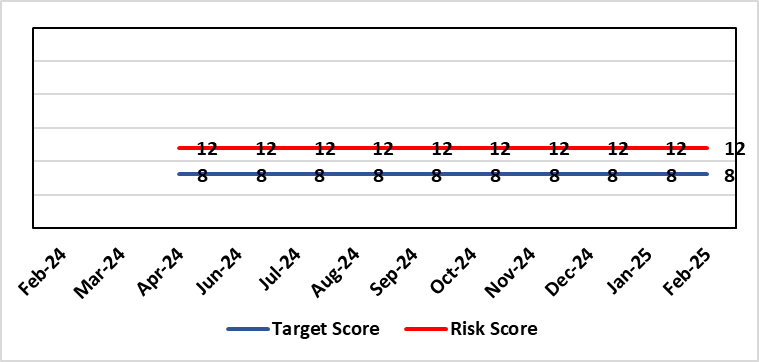 12 12 12 12 12 12 12 12 12 12
8 8 8 8 8 8 8 8 8 8
Feb-24 Mar-24 Apr-24 Jun-24 Jul-24 Aug-24 Sep-24 Oct-24 Nov-24 Dec-24 Jan-25 Feb-25
Target Score Risk Score